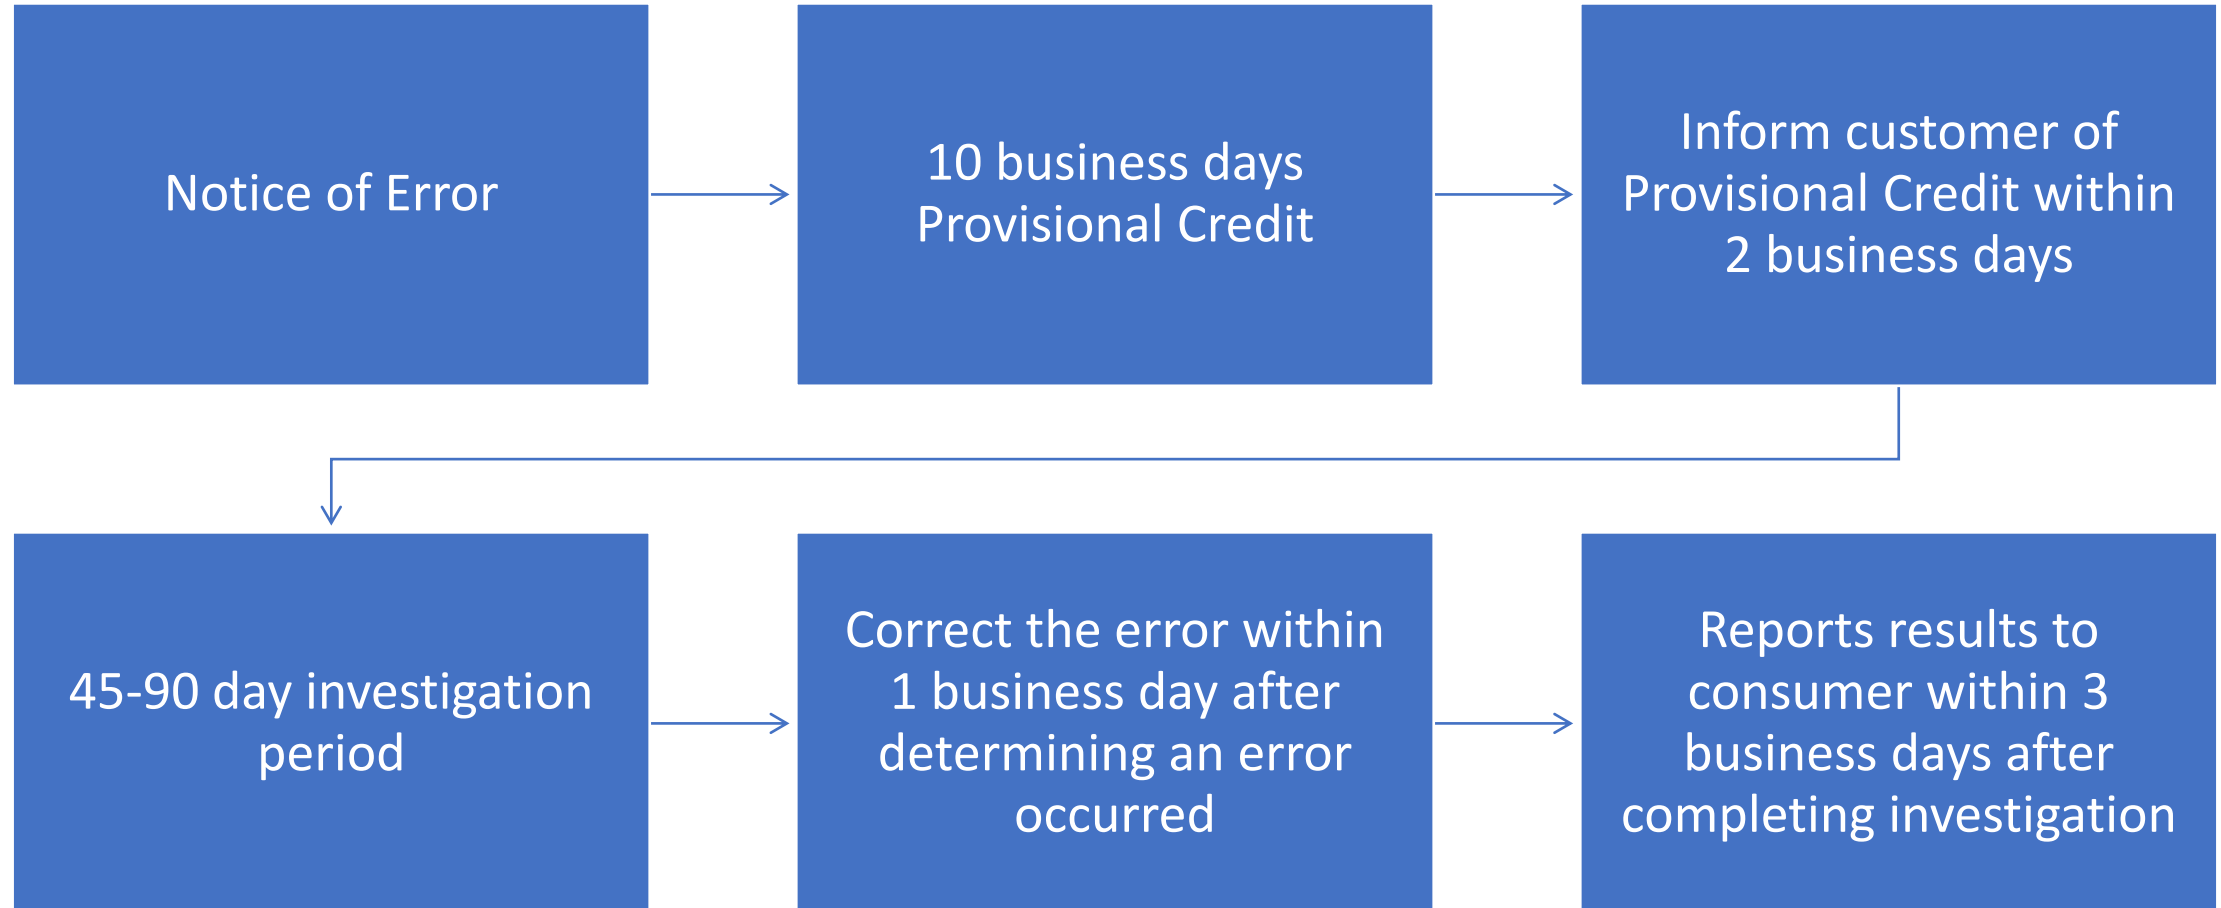 Notice of Error
10 business days
Provisional Credit
Inform customer of
Provisional Credit within
2 business days
45-90 day investigation
period
Correct the error within
1 business day after
determining an error
occurred
Reports results to
consumer within 3
business days after
completing investigation